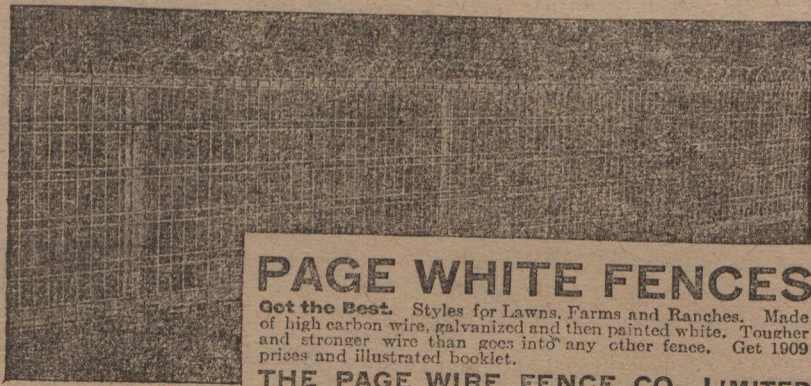 PAGE WHITE FENCES
Get the Best. Styles for Lawns, Farms and Ranches. Made
of high carbon wire, galvanized and then painted white. Tougher
and stronger wire than goes into any other fence. Get 1909
prices and illustrated booklet.
THE PAGE WIRE FENCE CO. LIMITED